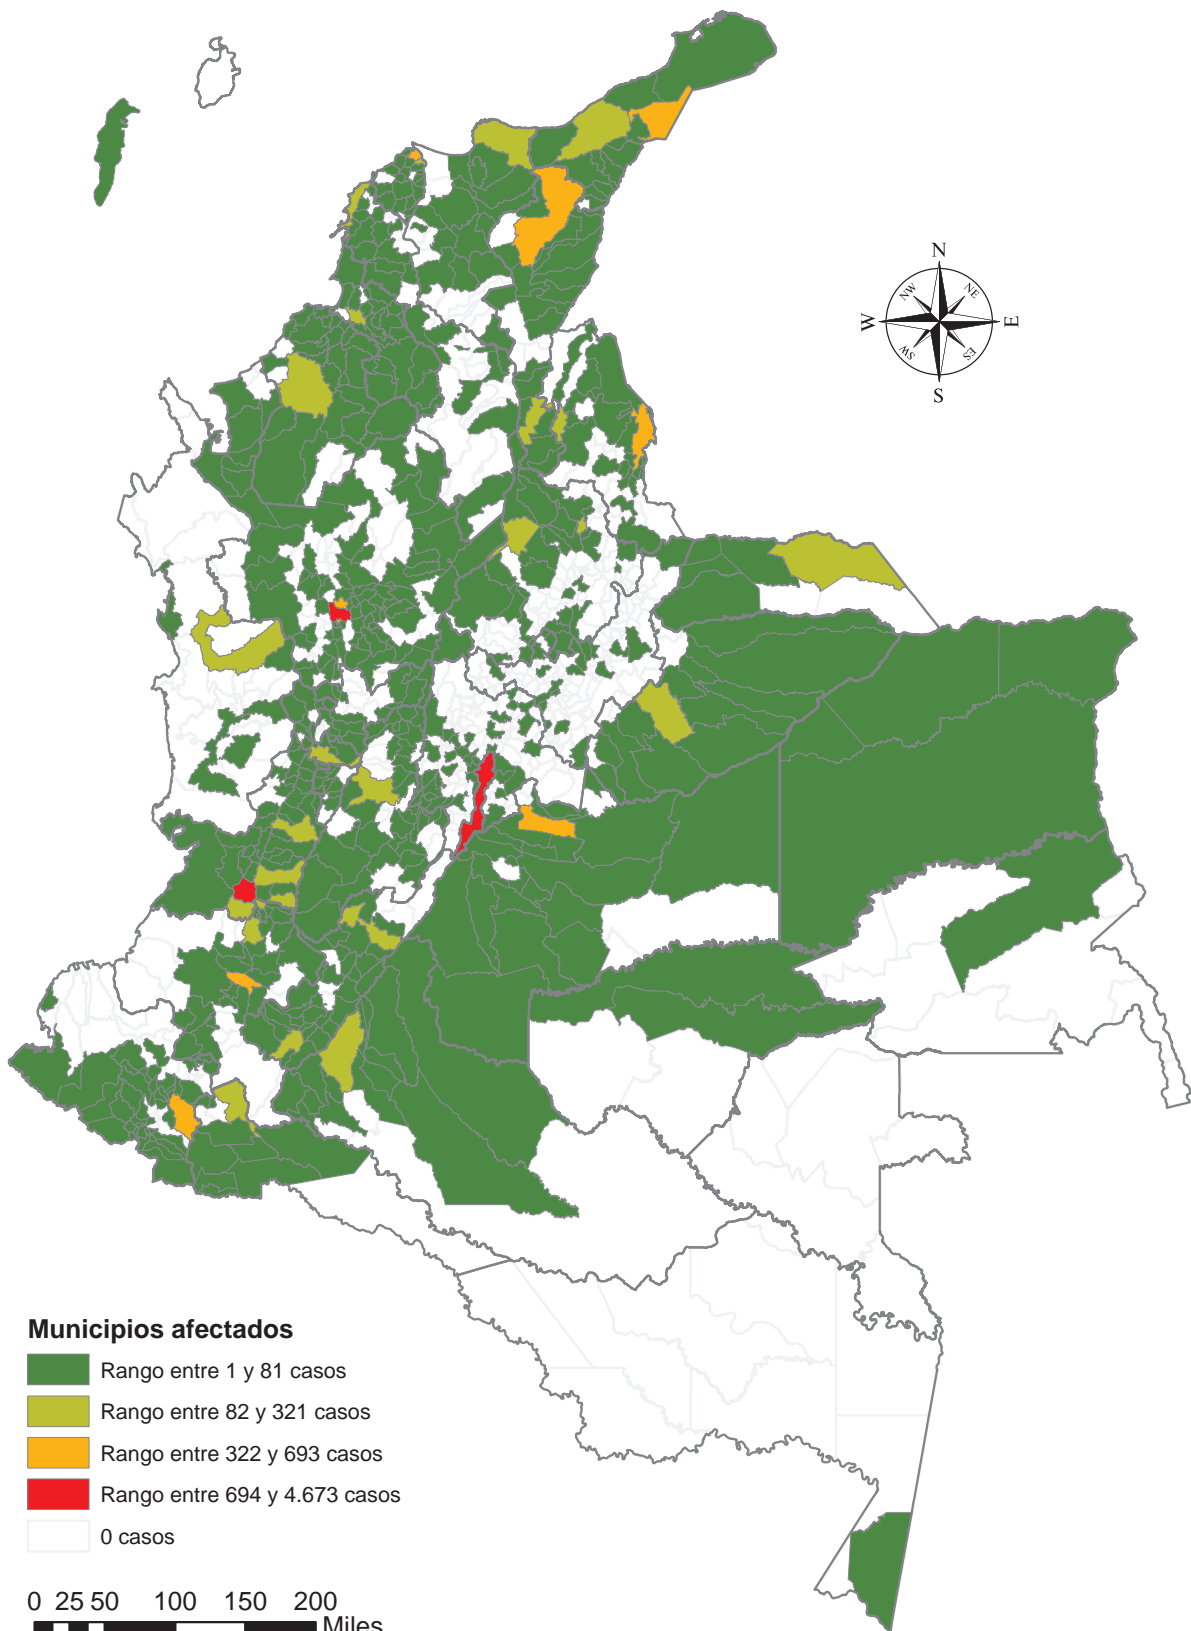 N
NW
NE
W
E
SW
ES
S
Municipios afectados
Rango entre 1 y 81 casos
Rango entre 82 y 321 casos
Rango entre 322 y 693 casos
Rango entre 694 y 4.673 casos
0 casos
0 25 50 100 150 200
Miles